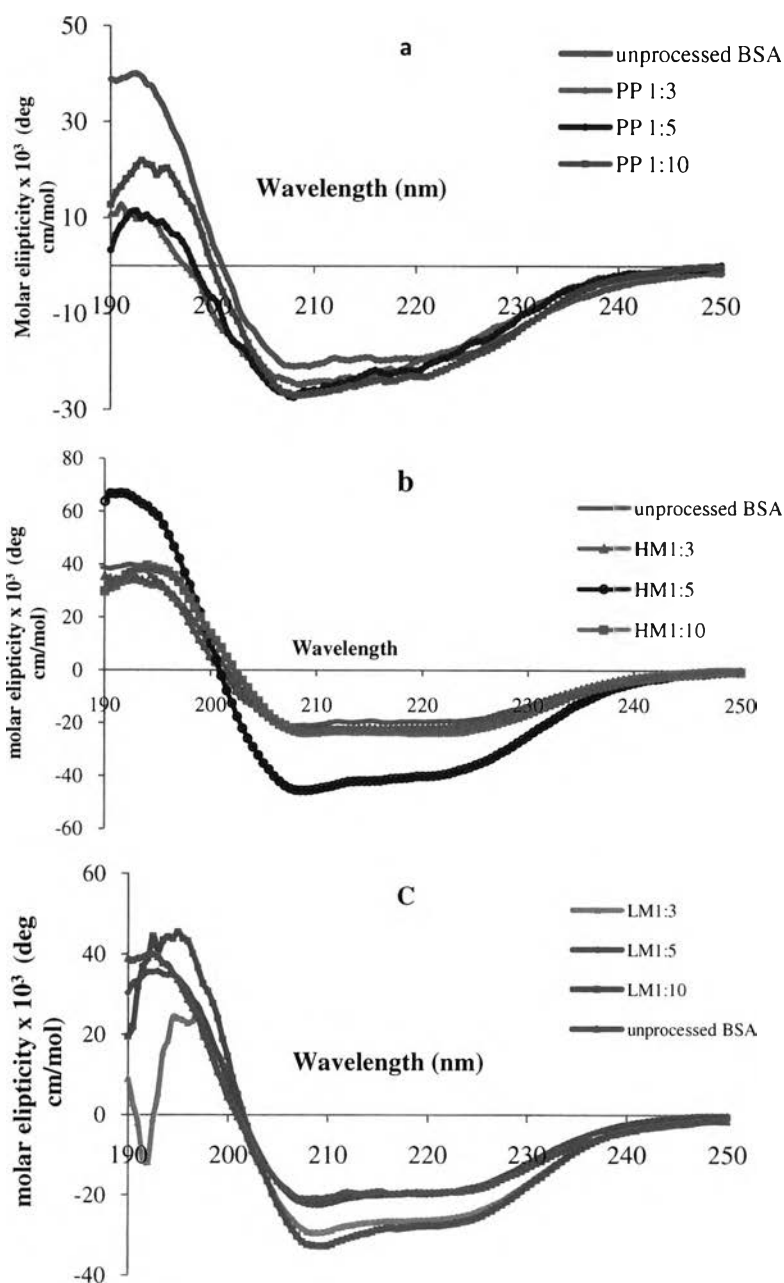 a
50
30
10
-10
-30
Molar eliipticity x 10³ (deg
cm/mol)
Wavelength (nm)
190
200
210
220
230
240
250
unprocessed BSA
PP 1:3
PP 1:5
PP 1:10
b
80
60
40
20
0
-20
-40
-60
molar elipticity x 10³ (deg
cm/mol)
Wavelength
190
200
210
220
230
240
250
unprocessed BSA
HM1:3
HM1:5
HM1:10
C
60
40
20
0
-20
-40
molar elipticity x 10³ (deg
cm/mol)
Wavelength (nm)
190
200
210
220
230
240
250
LM1:3
LM1:5
LM1:10
unprocessed BSA